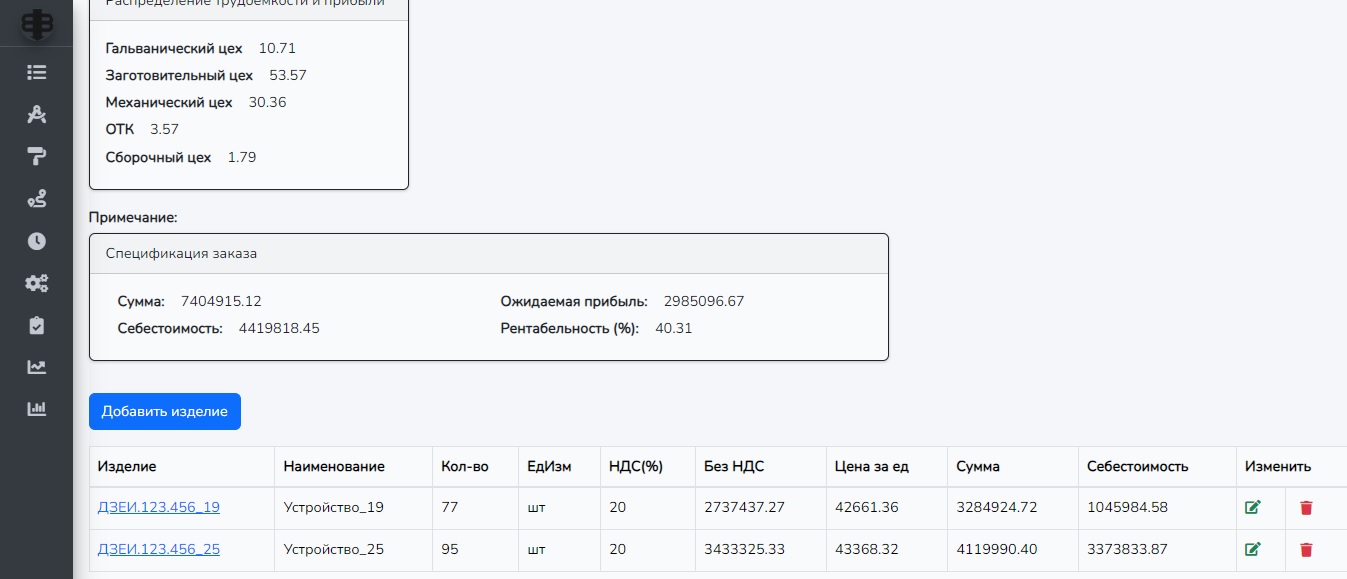 Распределение трудоемкости и прибыли
Гальванический цех 10.71
Заготовительный цех 53.57
Механический цех 30.36
ОТК 3.57
Сборочный цех 1.79
Примечание:
Спецификация заказа
Сумма: 7404915.12 Ожидаемая прибыль: 2985096.67
Себестоимость: 4419818.45 Рентабельность (%): 40.31
Добавить изделие
Изделие Наименование Кол-во ЕдИзм НДС(%) Без НДС Цена за ед Сумма Себестоимость Изменить
ДЗЕИ.123.456_19 Устройство_19 77 шт 20 2737437.27 42661.36 3284924.72 1045984.58
ДЗЕИ.123.456_25 Устройство_25 95 шт 20 3433325.33 43368.32 4119990.40 3373833.87